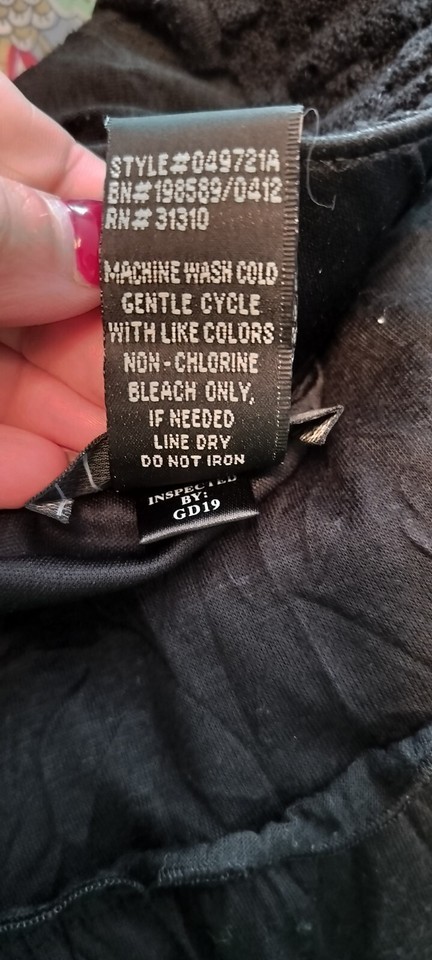 STYLE#049721A
BN#198589/0412
RN#31310
MACHINE WASH COLD
GENTLE CYCLE
WITH LIKE COLORS
NON-CHLORINE
BLEACH ONLY,
IF NEEDED
LINE DRY
DO NOT IRON
INSPECTED
BY:
GD19